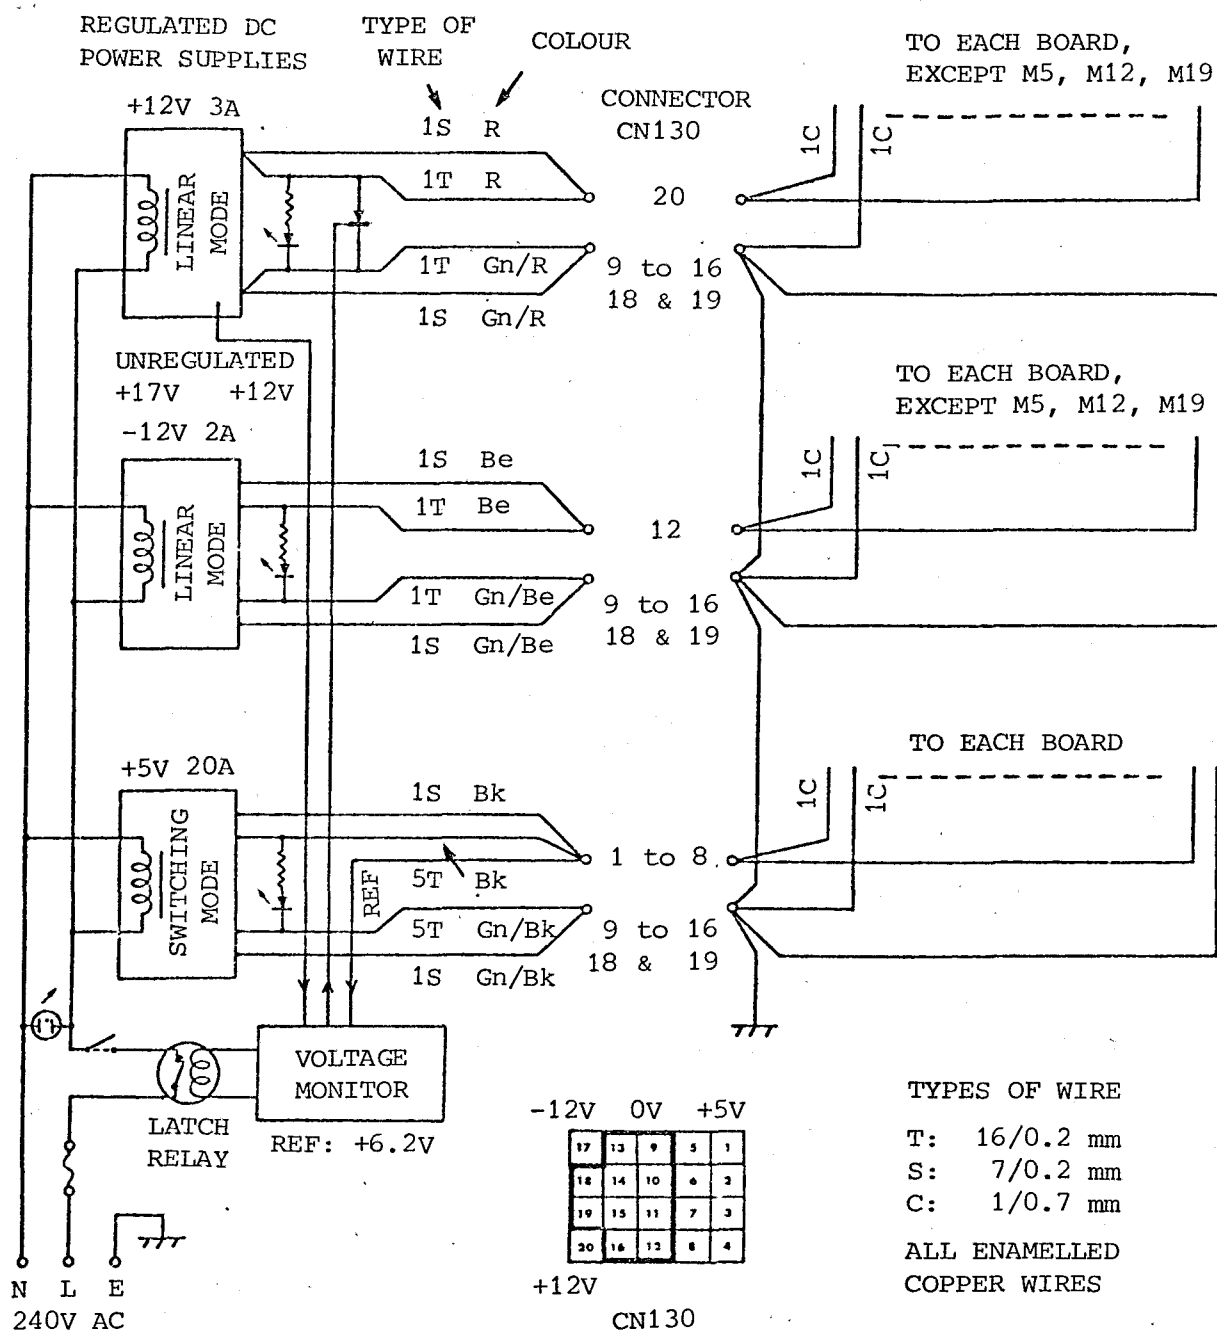 REGULATED DC
POWER SUPPLIES
TYPE OF
WIRE
COLOUR
CONNECTOR
CN130
TO EACH BOARD,
EXCEPT M5, M12, M19
+12V 3A
LINEAR
MODE
1S R
1T R
20
1C
1C
1T Gn/R
1S Gn/R
9 to 16
18 & 19
UNREGULATED
+17V +12V
TO EACH BOARD,
EXCEPT M5, M12, M19
-12V 2A
LINEAR
MODE
1S Be
1T Be
12
1C
1C
1T Gn/Be
1S Gn/Be
9 to 16
18 & 19
TO EACH BOARD
+5V 20A
SWITCHING
MODE
1S Bk
5T Bk
REF
1 to 8
1C
1C
5T Gn/Bk
1S Gn/Bk
9 to 16
18 & 19
VOLTAGE
MONITOR
REF: +6.2V
LATCH
RELAY
N L E
240V AC
-12V 0V +5V
17 13 9 5 1
18 14 10 6 2
19 15 11 7 3
20 16 12 8 4
+12V
CN130
TYPES OF WIRE
T: 16/0.2 mm
S: 7/0.2 mm
C: 1/0.7 mm
ALL ENAMELLED
COPPER WIRES